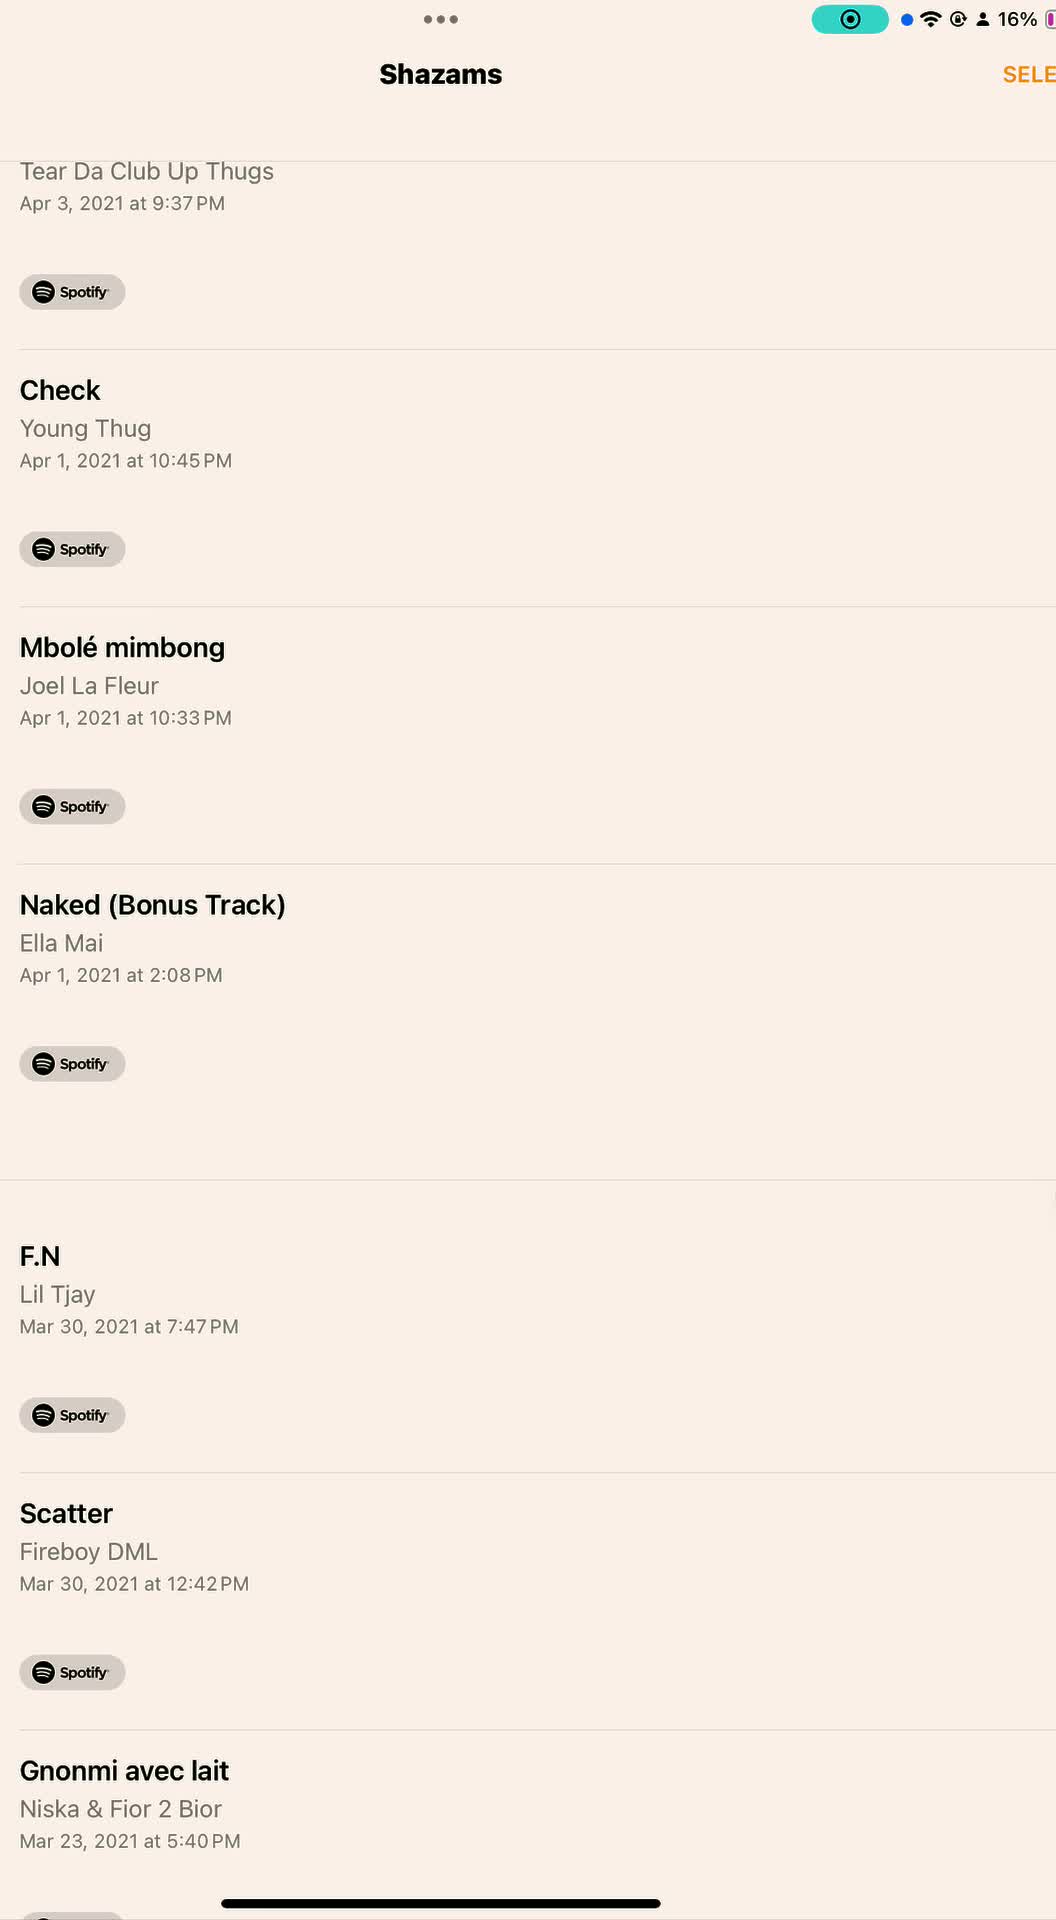 16%
Shazams
SELE
Tear Da Club Up Thugs
Apr 3, 2021 at 9:37 PM
Spotify
Check
Young Thug
Apr 1, 2021 at 10:45 PM
Spotify
Mbolé mimbong
Joel La Fleur
Apr 1, 2021 at 10:33 PM
Spotify
Naked (Bonus Track)
Ella Mai
Apr 1, 2021 at 2:08 PM
Spotify
F.N
Lil Tjay
Mar 30, 2021 at 7:47 PM
Spotify
Scatter
Fireboy DML
Mar 30, 2021 at 12:42 PM
Spotify
Gnonmi avec lait
Niska & Fior 2 Bior
Mar 23, 2021 at 5:40 PM